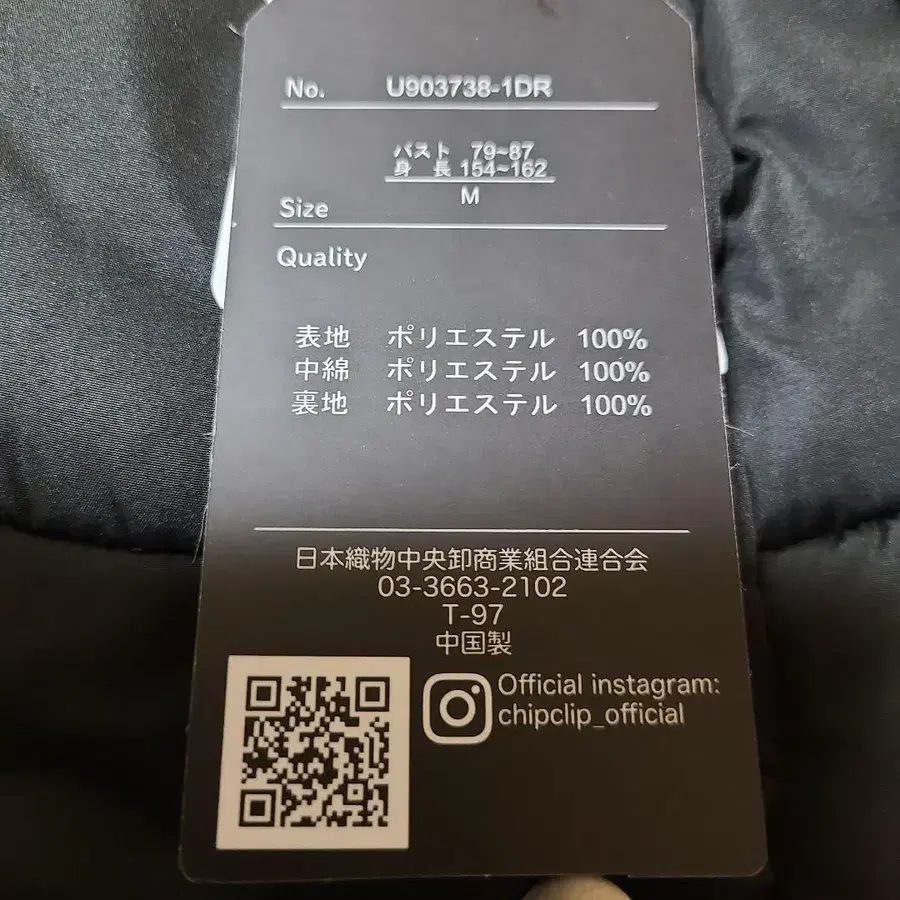 No. U903738-1DR
バスト 79~87
身 長 154~162
M
Size
Quality
表地 ポリエステル 100%
中綿 ポリエステル 100%
裏地 ポリエステル 100%
日本織物中央卸商業組合連合会
03-3663-2102
T-97
中国製
Official instagram:
chipclip_official